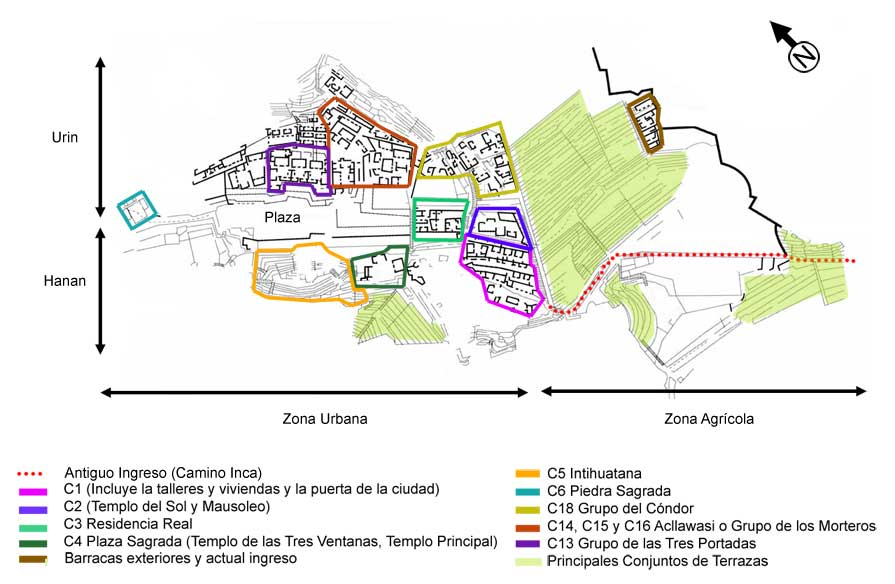 N
Urin
Plaza
Hanan
Zona Urbana
Zona Agrícola
Antiguo Ingreso (Camino Inca)
C1 (Incluye la talleres y viviendas y la puerta de la ciudad)
C2 (Templo del Sol y Mausoleo)
C3 Residencia Real
C4 Plaza Sagrada (Templo de las Tres Ventanas, Templo Principal)
Barracas exteriores y actual ingreso
C5 Intihuatana
C6 Piedra Sagrada
C18 Grupo del Cóndor
C14, C15 y C16 Acllawasi o Grupo de los Morteros
C13 Grupo de las Tres Portadas
Principales Conjuntos de Terrazas